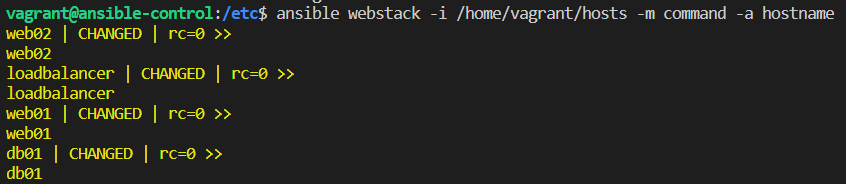 vagrant@ansible-control:/etc$ ansible webstack -i /home/vagrant/hosts -m command -a hostname
web02 | CHANGED | rc=0 >>
web02
loadbalancer | CHANGED | rc=0 >>
loadbalancer
web01 | CHANGED | rc=0 >>
web01
db01 | CHANGED | rc=0 >>
db01